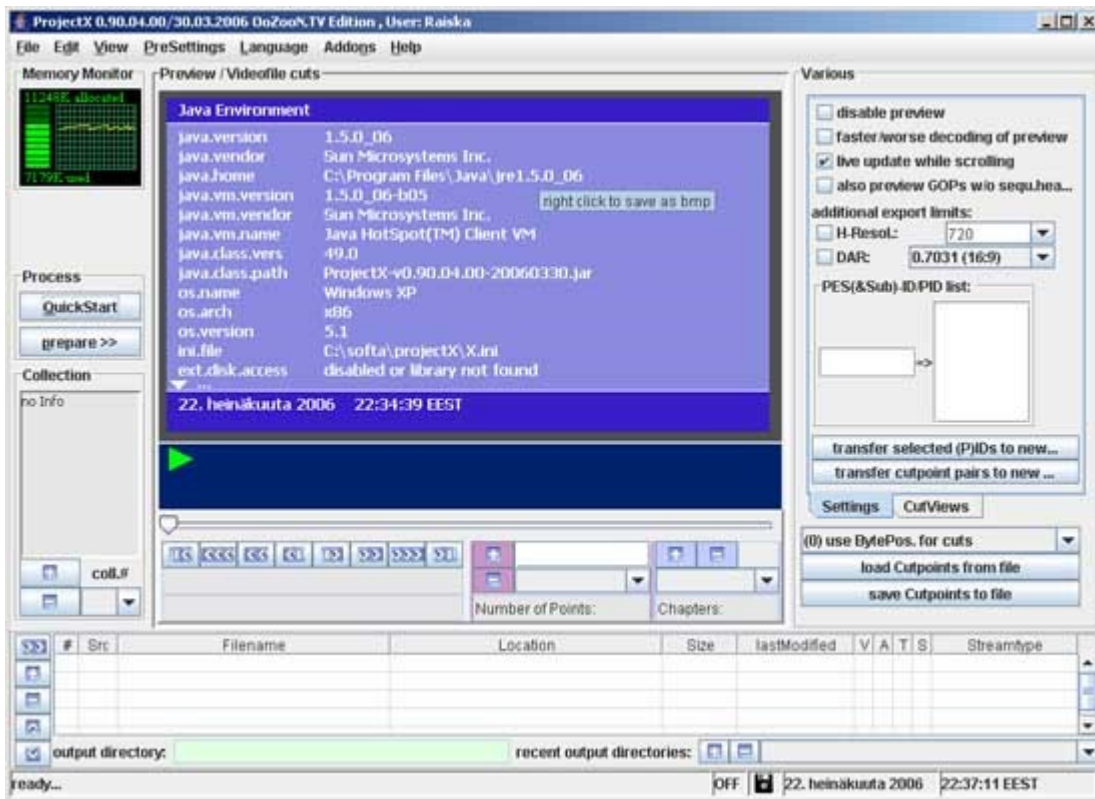 ProjectX 0.90.04.00/30.03.2006 DoZooN.TV Edition , User: Raiska
File Edit View PreSettings Language Addons Help
Memory Monitor
11248K allocated
7179K used
Preview / Videofile cuts
Java Environment
java.version 1.5.0_06
java.vendor Sun Microsystems Inc.
java.home C:\Program Files\Java\jre1.5.0_06
java.vm.version 1.5.0_06-b05
right click to save as bmp
java.vm.vendor Sun Microsystems Inc.
java.vm.name Java HotSpot(TM) Client VM
java.class.vers 49.0
java.class.path ProjectX-v0.90.04.00-20060330.jar
os.name Windows XP
os.arch x86
os.version 5.1
ini.file C:\softa\projectX\X.ini
ext.disk.access disabled or library not found
...
22. heinäkuuta 2006 22:34:39 EEST
Process
QuickStart
prepare >>
Collection
no Info
coll.#
Number of Points:
Chapters:
Various
disable preview
faster/worse decoding of preview
live update while scrolling
also preview GOPs w/o sequ.hea...
additional export limits:
H-Resol.: 720
DAR: 0.7031 (16:9)
PES(&Sub)-ID/PID list:
=>
transfer selected (P)IDs to new...
transfer cutpoint pairs to new ...
Settings CutViews
(0) use BytePos. for cuts
load Cutpoints from file
save Cutpoints to file
# Src Filename Location Size lastModified V A T S Streamtype
output directory: recent output directories:
ready... OFF 22. heinäkuuta 2006 22:37:11 EEST